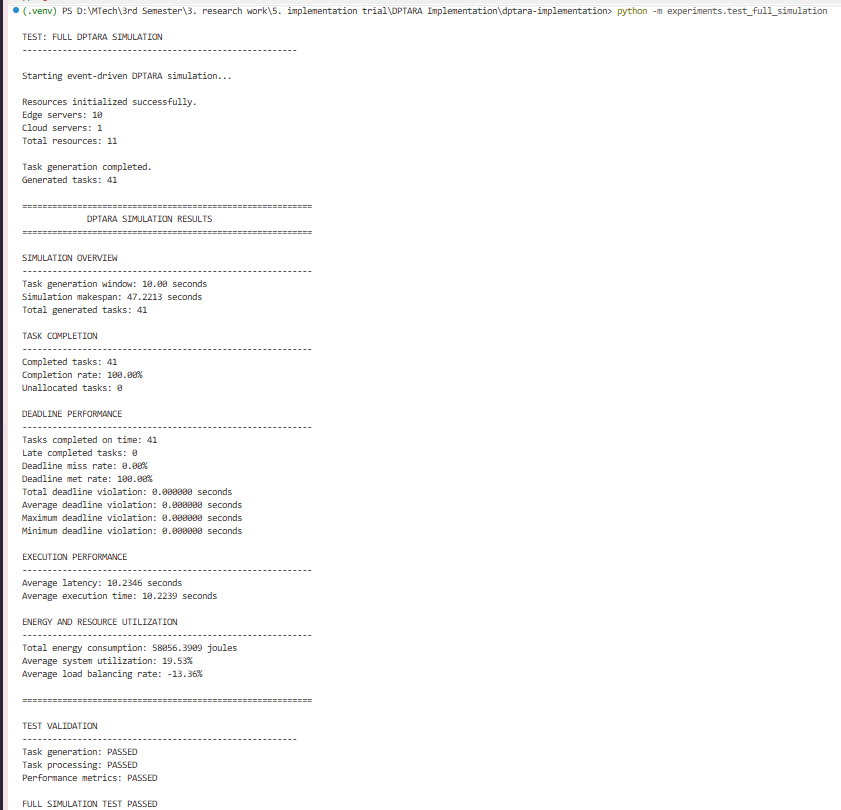 (.venv) PS D:\MTech\3rd Semester\3. research work\5. implementation trial\DPTARA Implementation\dptara-implementation> python -m experiments.test_full_simulation
TEST: FULL DPTARA SIMULATION
-------------------------------------------------------
Starting event-driven DPTARA simulation...
Resources initialized successfully.
Edge servers: 10
Cloud servers: 1
Total resources: 11
Task generation completed.
Generated tasks: 41
==========================================================
DPTARA SIMULATION RESULTS
==========================================================
SIMULATION OVERVIEW
----------------------------------------------------------
Task generation window: 10.00 seconds
Simulation makespan: 47.2213 seconds
Total generated tasks: 41
TASK COMPLETION
----------------------------------------------------------
Completed tasks: 41
Completion rate: 100.00%
Unallocated tasks: 0
DEADLINE PERFORMANCE
----------------------------------------------------------
Tasks completed on time: 41
Late completed tasks: 0
Deadline miss rate: 0.00%
Deadline met rate: 100.00%
Total deadline violation: 0.000000 seconds
Average deadline violation: 0.000000 seconds
Maximum deadline violation: 0.000000 seconds
Minimum deadline violation: 0.000000 seconds
EXECUTION PERFORMANCE
----------------------------------------------------------
Average latency: 10.2346 seconds
Average execution time: 10.2239 seconds
ENERGY AND RESOURCE UTILIZATION
----------------------------------------------------------
Total energy consumption: 58056.3909 joules
Average system utilization: 19.53%
Average load balancing rate: -13.36%
==========================================================
TEST VALIDATION
-------------------------------------------------------
Task generation: PASSED
Task processing: PASSED
Performance metrics: PASSED
FULL SIMULATION TEST PASSED